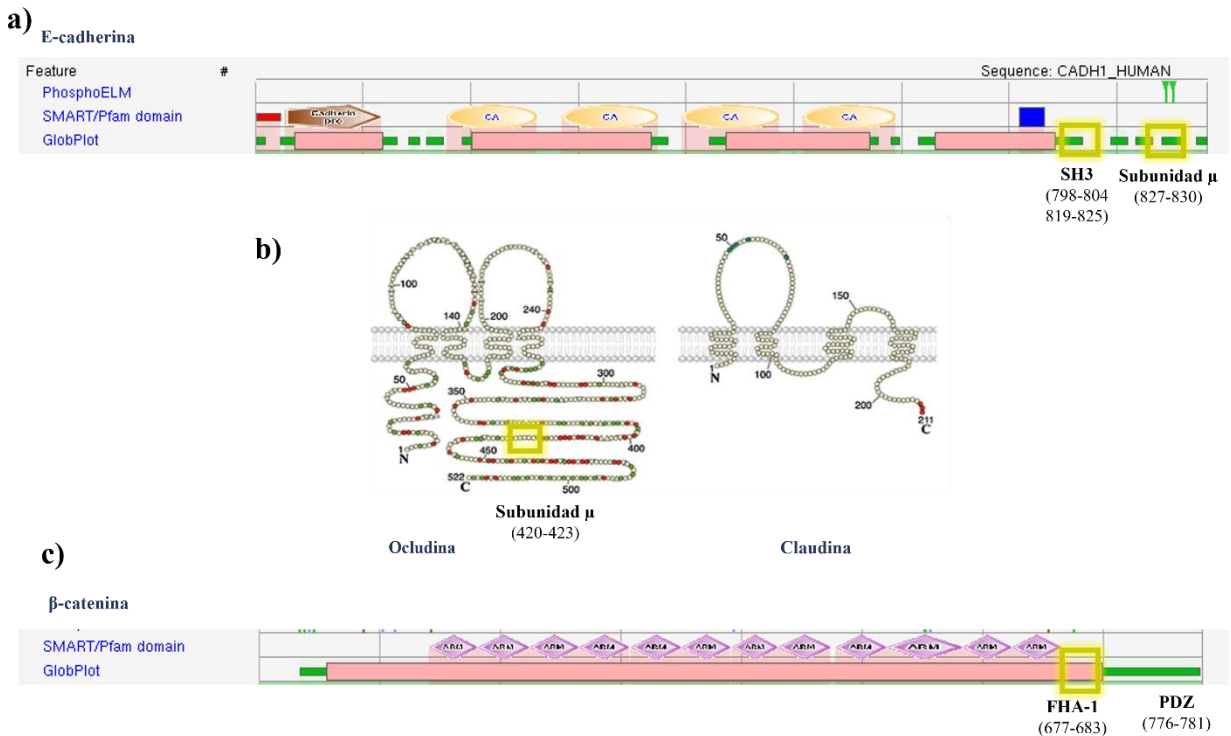 a)
E-cadherina
Feature # Sequence: CADH1_HUMAN
PhosphoELM
SMART/Pfam domain Cadherin pro CA CA CA CA
GlobPlot
SH3 Subunidad µ
(798-804 (827-830)
819-825)
b)
50
150
100
140 200 240
1 N 100
50 300
350
200
211
C
400
450
1 N
522 C 500
Subunidad µ
(420-423)
Ocludina Claudina
c)
β-catenina
SMART/Pfam domain ARM ARM ARM ARM ARM ARM ARM ARM ARM ARM ARM ARM
GlobPlot
FHA-1 PDZ
(677-683) (776-781)